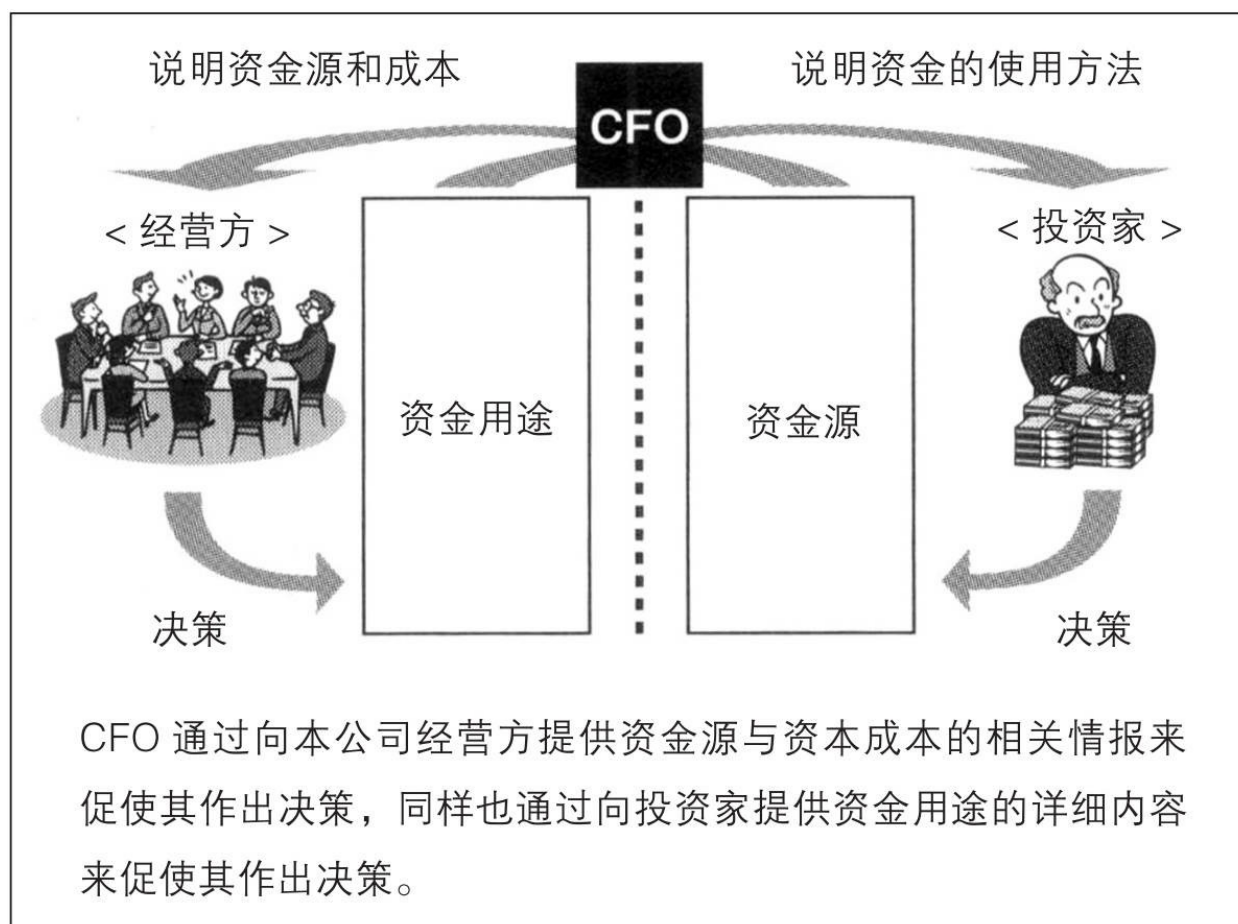 说明资金源和成本
说明资金的使用方法
CFO
< 经营方 >
< 投资家 >
资金用途
资金源
决策
决策
CFO 通过向本公司经营方提供资金源与资本成本的相关情报来
促使其作出决策，同样也通过向投资家提供资金用途的详细内容
来促使其作出决策。